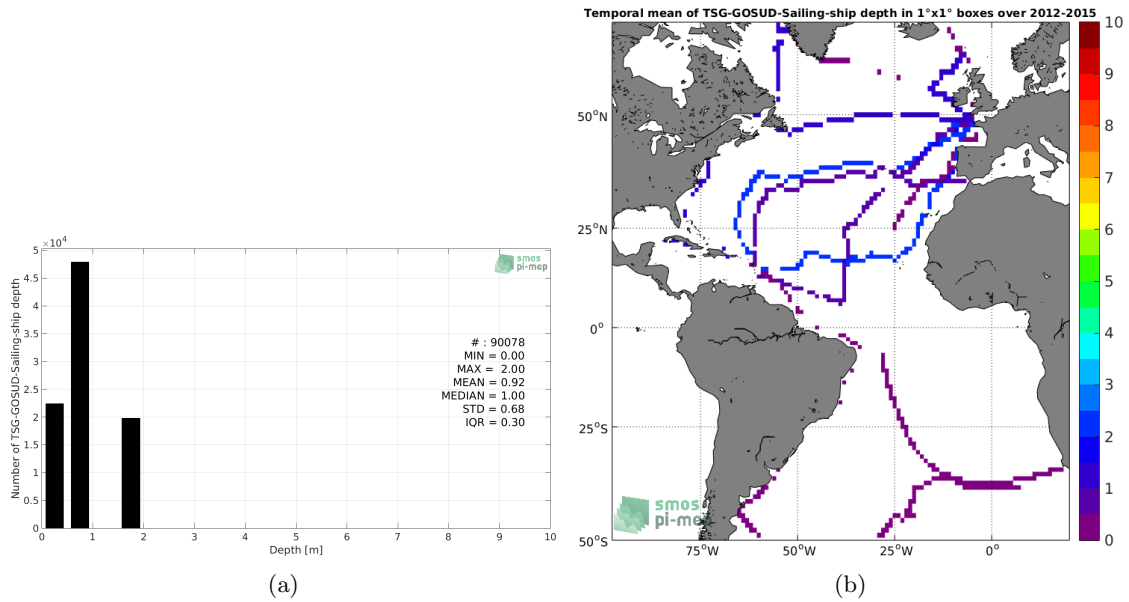 ×10⁴
5
4.5
4
3.5
3
2.5
2
1.5
1
0.5
0
Number of TSG-GOSUD-Sailing-ship depth
smos
pi-mep
# : 90078
MIN = 0.00
MAX = 2.00
MEAN = 0.92
MEDIAN = 1.00
STD = 0.68
IQR = 0.30
0 1 2 3 4 5 6 7 8 9 10
Depth [m]
(a)
Temporal mean of TSG-GOSUD-Sailing-ship depth in 1°x1° boxes over 2012-2015
50°N
25°N
0°
25°S
50°S
75°W 50°W 25°W 0°
smos
pi-mep
10
9
8
7
6
5
4
3
2
1
0
(b)